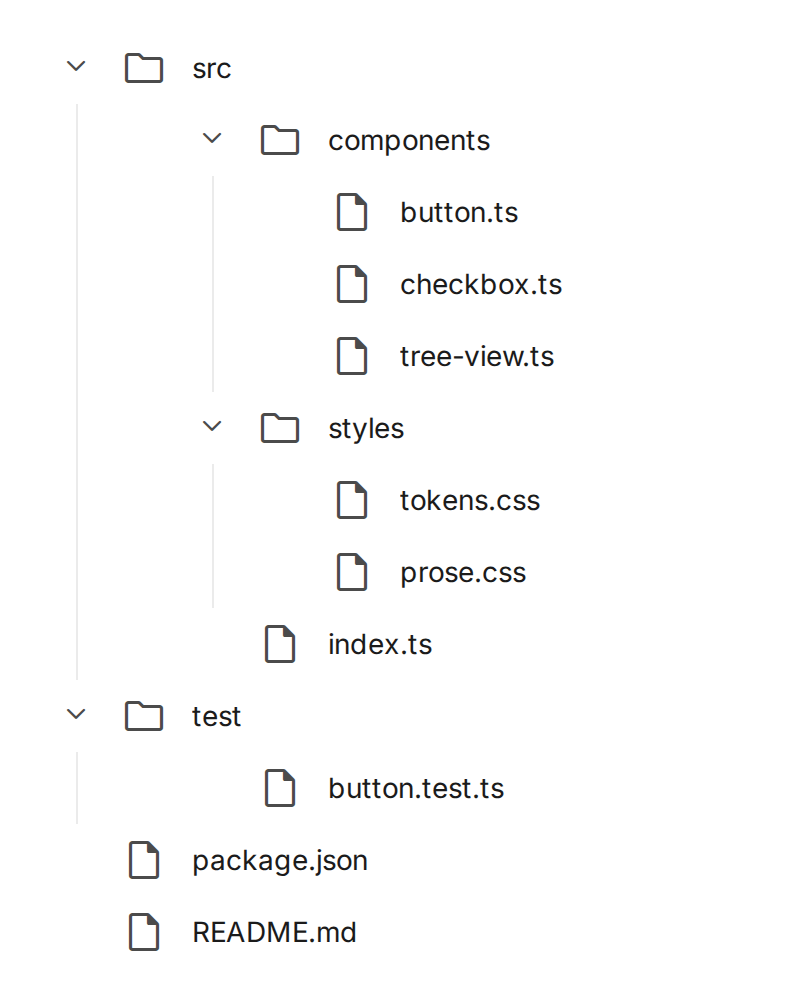 src
components
button.ts
checkbox.ts
tree-view.ts
styles
tokens.css
prose.css
index.ts
test
button.test.ts
package.json
README.md